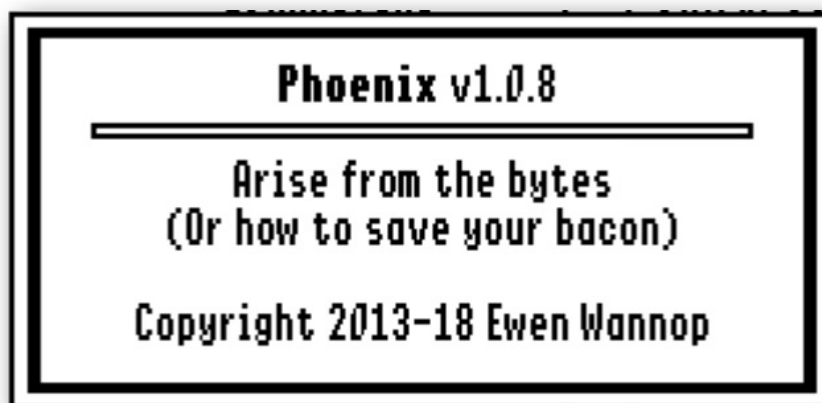 Phoenix v1.0.8
Arise from the bytes
(Or how to save your bacon)
Copyright 2013-18 Ewen Wannop